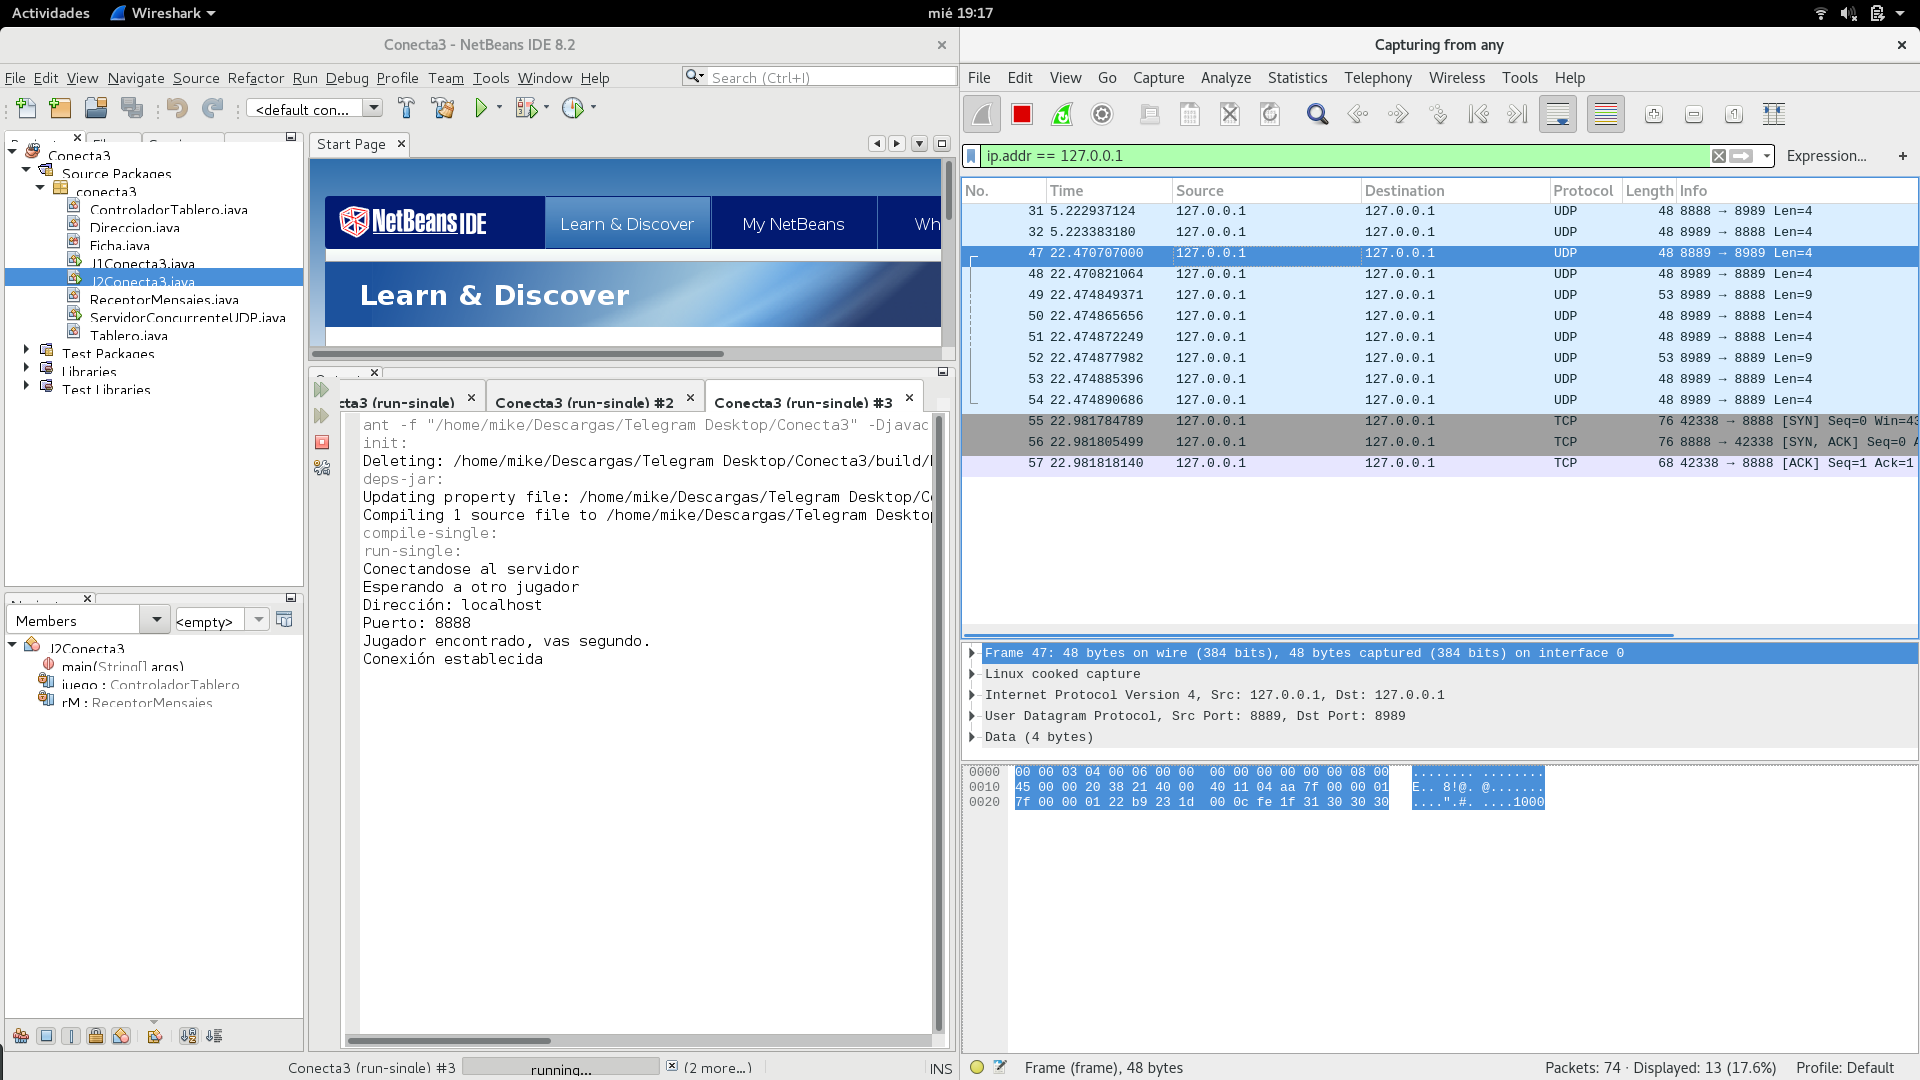 Actividades Wireshark mié 19:17
Conecta3 - NetBeans IDE 8.2
File Edit View Navigate Source Refactor Run Debug Profile Team Tools Window Help
Search (Ctrl+I)
<default con...
Conecta3
Source Packages
conecta3
ControladorTablero.java
Direccion.java
Ficha.java
J1Conecta3.java
J2Conecta3.java
ReceptorMensajes.java
ServidorConcurrenteUDP.java
Tablero.java
Test Packages
Libraries
Test Libraries
Members
<empty>
J2Conecta3
main(String[] args)
juego : ControladorTablero
rM : ReceptorMensajes
Start Page
NetBeans IDE Learn & Discover My NetBeans Wh
Learn & Discover
cta3 (run-single) Conecta3 (run-single) #2 Conecta3 (run-single) #3
ant -f "/home/mike/Descargas/Telegram Desktop/Conecta3" -Djavac
init:
Deleting: /home/mike/Descargas/Telegram Desktop/Conecta3/build/
deps-jar:
Updating property file: /home/mike/Descargas/Telegram Desktop/Co
Compiling 1 source file to /home/mike/Descargas/Telegram Desktop
compile-single:
run-single:
Conectandose al servidor
Esperando a otro jugador
Dirección: localhost
Puerto: 8888
Jugador encontrado, vas segundo.
Conexión establecida
Conecta3 (run-single) #3 running... (2 more...) INS
Capturing from any
File Edit View Go Capture Analyze Statistics Telephony Wireless Tools Help
ip.addr == 127.0.0.1 Expression... +
No. Time Source Destination Protocol Length Info
31 5.222937124 127.0.0.1 127.0.0.1 UDP 48 8888 → 8989 Len=4
32 5.223383180 127.0.0.1 127.0.0.1 UDP 48 8989 → 8888 Len=4
47 22.470707000 127.0.0.1 127.0.0.1 UDP 48 8889 → 8989 Len=4
48 22.470821064 127.0.0.1 127.0.0.1 UDP 48 8989 → 8889 Len=4
49 22.474849371 127.0.0.1 127.0.0.1 UDP 53 8989 → 8888 Len=9
50 22.474865656 127.0.0.1 127.0.0.1 UDP 48 8989 → 8888 Len=4
51 22.474872249 127.0.0.1 127.0.0.1 UDP 48 8989 → 8888 Len=4
52 22.474877982 127.0.0.1 127.0.0.1 UDP 53 8989 → 8889 Len=9
53 22.474885396 127.0.0.1 127.0.0.1 UDP 48 8989 → 8889 Len=4
54 22.474890686 127.0.0.1 127.0.0.1 UDP 48 8989 → 8889 Len=4
55 22.981784789 127.0.0.1 127.0.0.1 TCP 76 42338 → 8888 [SYN] Seq=0 Win=43
56 22.981805499 127.0.0.1 127.0.0.1 TCP 76 8888 → 42338 [SYN, ACK] Seq=0 A
57 22.981818140 127.0.0.1 127.0.0.1 TCP 68 42338 → 8888 [ACK] Seq=1 Ack=1
Frame 47: 48 bytes on wire (384 bits), 48 bytes captured (384 bits) on interface 0
Linux cooked capture
Internet Protocol Version 4, Src: 127.0.0.1, Dst: 127.0.0.1
User Datagram Protocol, Src Port: 8889, Dst Port: 8989
Data (4 bytes)
0000 00 00 03 04 00 06 00 00 00 00 00 00 00 00 08 00 ........ ........
0010 45 00 00 20 38 21 40 00 40 11 04 aa 7f 00 00 01 E.. 8!@. @.......
0020 7f 00 00 01 22 b9 23 1d 00 0c fe 1f 31 30 30 30 ....".#. ....1000
Frame (frame), 48 bytes Packets: 74 · Displayed: 13 (17.6%) Profile: Default